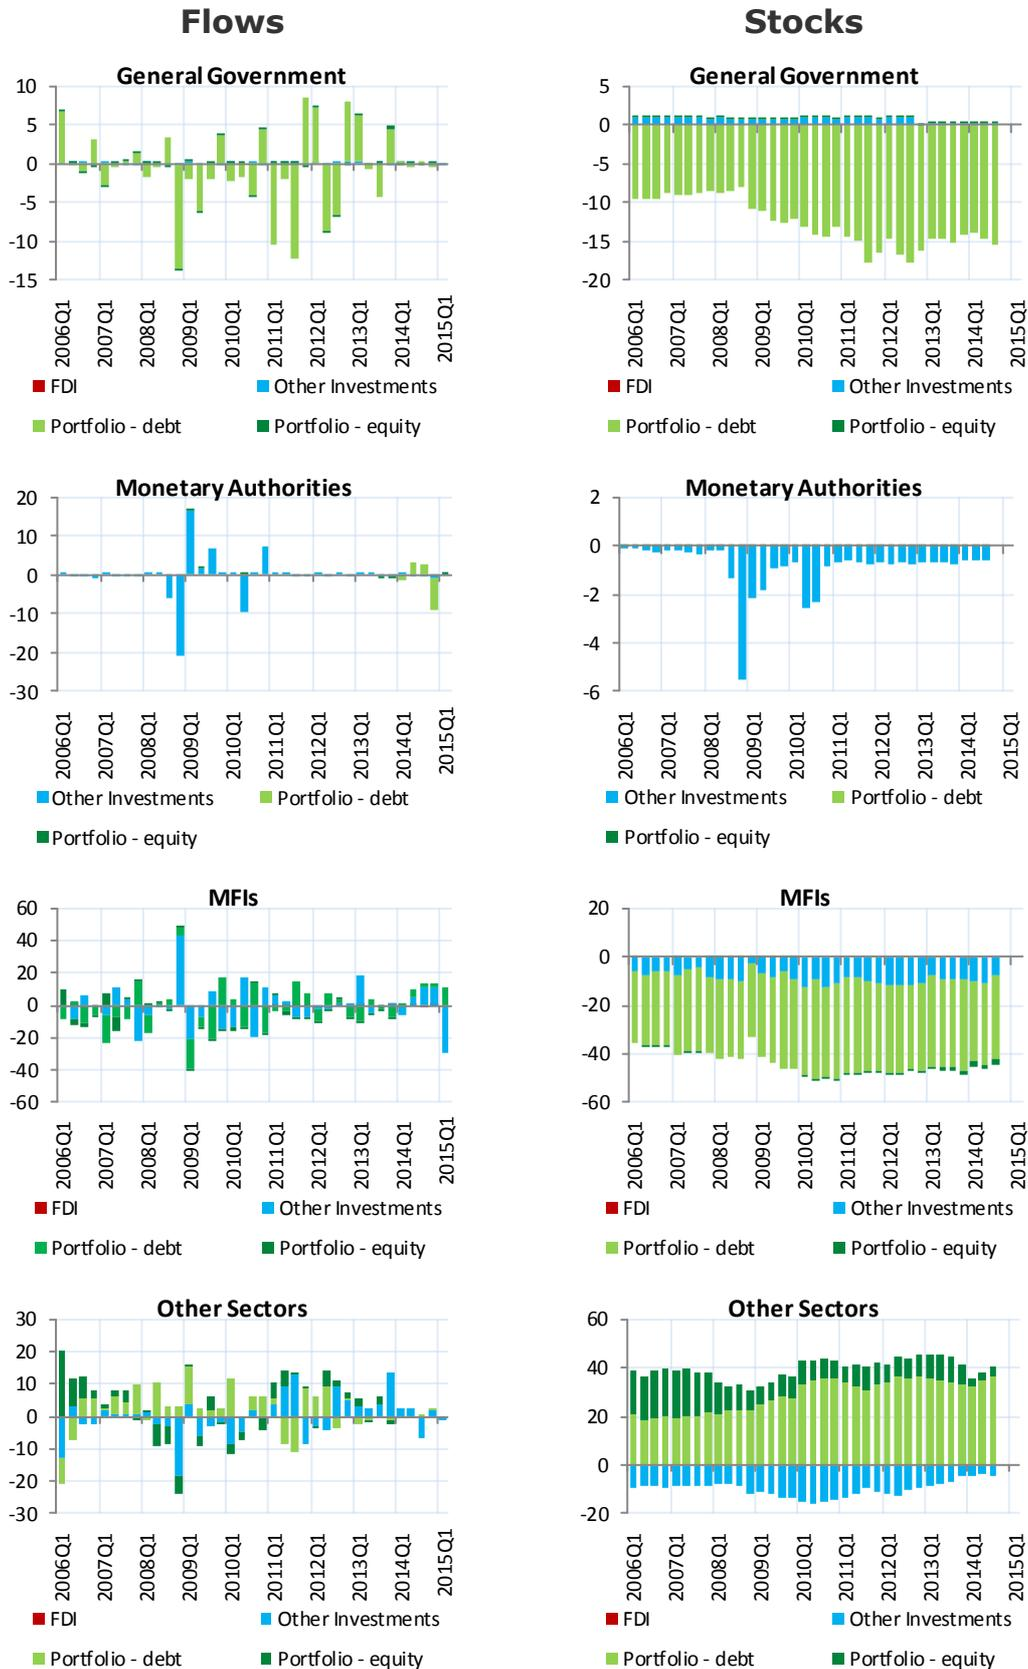 Flows
Stocks
General Government
10
5
0
-5
-10
-15
2006Q1
2007Q1
2008Q1
2009Q1
2010Q1
2011Q1
2012Q1
2013Q1
2014Q1
2015Q1
FDI
Other Investments
Portfolio - debt
Portfolio - equity
General Government
5
0
-5
-10
-15
-20
2006Q1
2007Q1
2008Q1
2009Q1
2010Q1
2011Q1
2012Q1
2013Q1
2014Q1
2015Q1
FDI
Other Investments
Portfolio - debt
Portfolio - equity
Monetary Authorities
20
10
0
-10
-20
-30
2006Q1
2007Q1
2008Q1
2009Q1
2010Q1
2011Q1
2012Q1
2013Q1
2014Q1
2015Q1
Other Investments
Portfolio - debt
Portfolio - equity
Monetary Authorities
2
0
-2
-4
-6
2006Q1
2007Q1
2008Q1
2009Q1
2010Q1
2011Q1
2012Q1
2013Q1
2014Q1
2015Q1
Other Investments
Portfolio - debt
Portfolio - equity
MFIs
60
40
20
0
-20
-40
-60
2006Q1
2007Q1
2008Q1
2009Q1
2010Q1
2011Q1
2012Q1
2013Q1
2014Q1
2015Q1
FDI
Other Investments
Portfolio - debt
Portfolio - equity
MFIs
20
0
-20
-40
-60
2006Q1
2007Q1
2008Q1
2009Q1
2010Q1
2011Q1
2012Q1
2013Q1
2014Q1
2015Q1
FDI
Other Investments
Portfolio - debt
Portfolio - equity
Other Sectors
30
20
10
0
-10
-20
-30
2006Q1
2007Q1
2008Q1
2009Q1
2010Q1
2011Q1
2012Q1
2013Q1
2014Q1
2015Q1
FDI
Other Investments
Portfolio - debt
Portfolio - equity
Other Sectors
60
40
20
0
-20
2006Q1
2007Q1
2008Q1
2009Q1
2010Q1
2011Q1
2012Q1
2013Q1
2014Q1
2015Q1
FDI
Other Investments
Portfolio - debt
Portfolio - equity